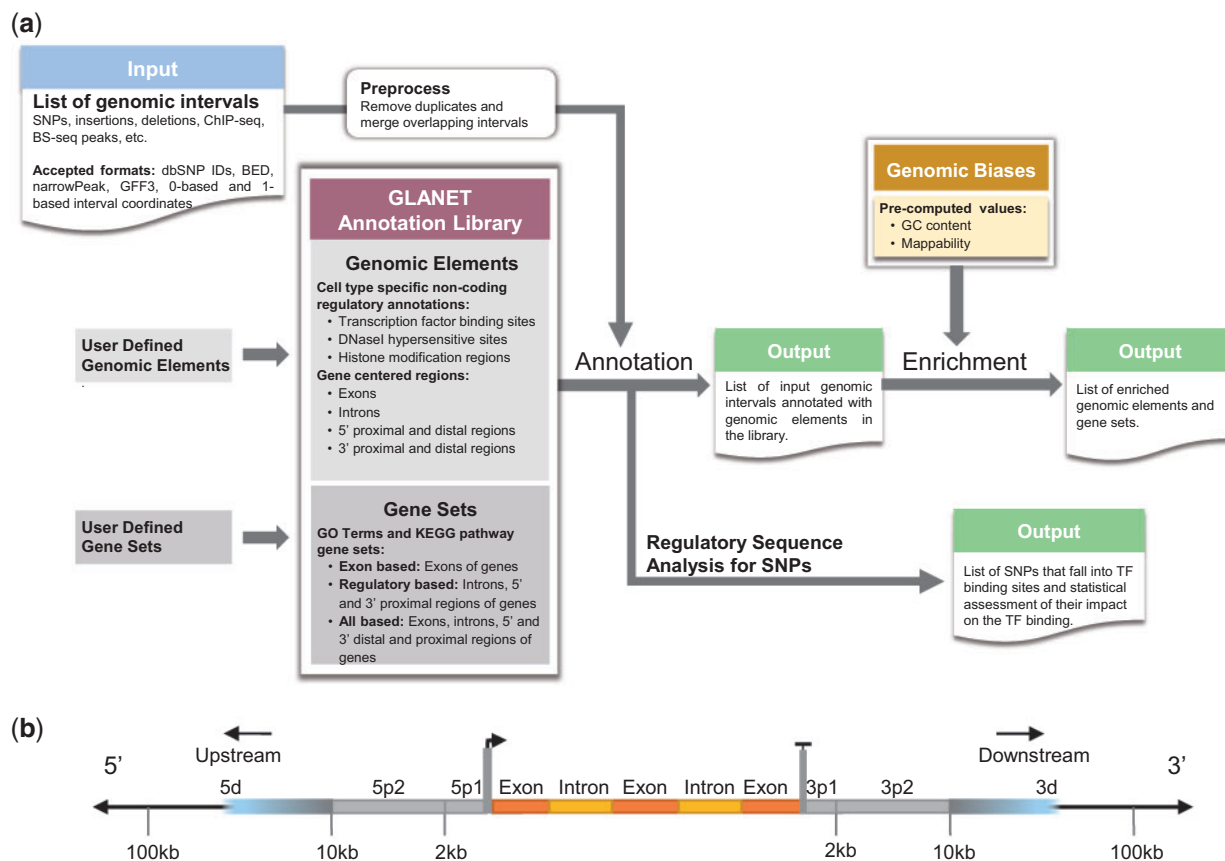 (a)
Input
List of genomic intervals
SNPs, insertions, deletions, ChIP-seq,
BS-seq peaks, etc.
Accepted formats: dbSNP IDs, BED,
narrowPeak, GFF3, 0-based and 1-
based interval coordinates
Preprocess
Remove duplicates and
merge overlapping intervals
GLANET
Annotation Library
Genomic Elements
Cell type specific non-coding
regulatory annotations:
• Transcription factor binding sites
• DNaseI hypersensitive sites
• Histone modification regions
Gene centered regions:
• Exons
• Introns
• 5’ proximal and distal regions
• 3’ proximal and distal regions
Gene Sets
GO Terms and KEGG pathway
gene sets:
• Exon based: Exons of genes
• Regulatory based: Introns, 5’
and 3’ proximal regions of genes
• All based: Exons, introns, 5’ and
3’ distal and proximal regions of
genes
User Defined
Genomic Elements
.
User Defined
Gene Sets
Annotation
Output
List of input genomic
intervals annotated with
genomic elements in
the library.
Genomic Biases
Pre-computed values:
• GC content
• Mappability
Enrichment
Output
List of enriched
genomic elements and
gene sets.
Regulatory Sequence
Analysis for SNPs
Output
List of SNPs that fall into TF
binding sites and statistical
assessment of their impact
on the TF binding.
(b)
Upstream Downstream
5’ 3’
5d 5p2 5p1 Exon Intron Exon Intron Exon 3p1 3p2 3d
100kb 10kb 2kb 2kb 10kb 100kb